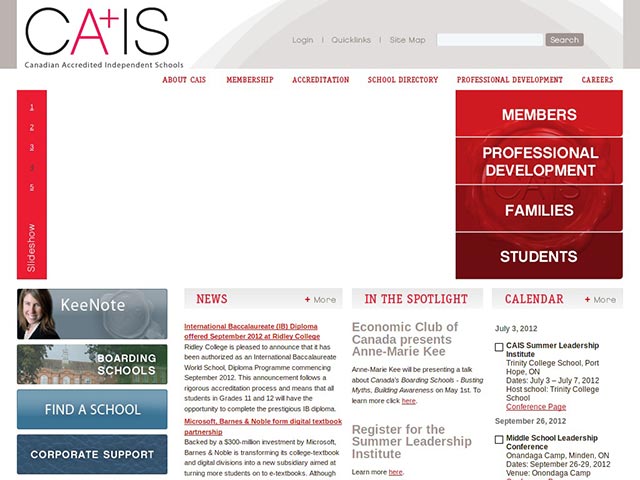 CA+IS
Canadian Accredited Independent Schools
Login | Quicklinks | Site Map
Search
ABOUT CAIS MEMBERSHIP ACCREDITATION SCHOOL DIRECTORY PROFESSIONAL DEVELOPMENT CAREERS
1
2
3
4
5
Slideshow
MEMBERS
PROFESSIONAL
DEVELOPMENT
CAIS
FAMILIES
STUDENTS
KeeNote
BOARDING
SCHOOLS
FIND A SCHOOL
CORPORATE SUPPORT
NEWS + More
International Baccalaureate (IB) Diploma
offered September 2012 at Ridley College
Ridley College is pleased to announce that it has
been authorized as an International Baccalaureate
World School, Diploma Programme commencing
September 2012. This announcement follows a
rigorous accreditation process and means that all
students in Grades 11 and 12 will have the
opportunity to complete the prestigious IB diploma.
Microsoft, Barnes & Noble form digital textbook
partnership
Backed by a $300-million investment by Microsoft,
Barnes & Noble is transforming its college-textbook
and digital divisions into a new subsidiary aimed at
turning more students on to e-textbooks. Although
IN THE SPOTLIGHT
Economic Club of
Canada presents
Anne-Marie Kee
Anne-Marie Kee will be presenting a talk
about Canada's Boarding Schools - Busting
Myths, Building Awareness on May 1st. To
learn more click here.
Register for the
Summer Leadership
Institute
Learn more here.
CALENDAR + More
July 3, 2012
CAIS Summer Leadership
Institute
Trinity College School, Port
Hope, ON
Dates: July 3 – July 7, 2012
Host school: Trinity College
School
Conference Page
September 26, 2012
Middle School Leadership
Conference
Onandaga Camp, Minden, ON
Dates: September 26-29, 2012
Venue: Onondaga Camp